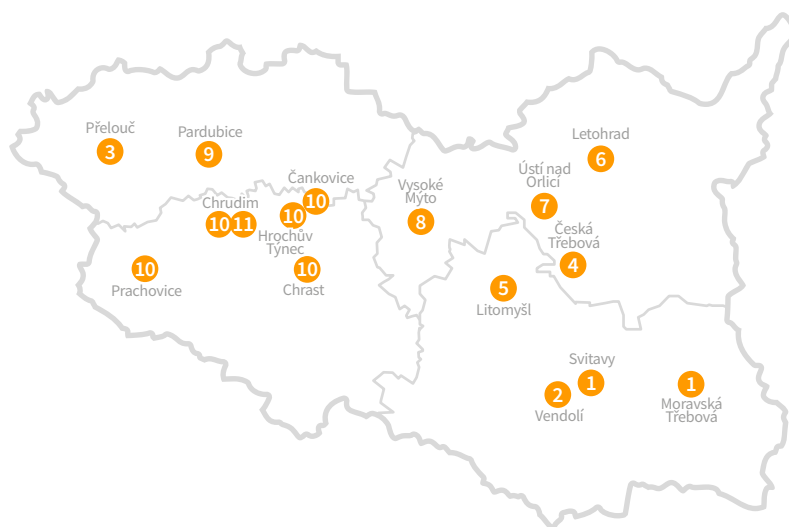 Přelouč
3
Pardubice
9
Letohrad
6
Čankovice
10
Vysoké
Mýto
8
Ústí nad
Orlicí
7
Chrudim
10
11
10
Hrochův
Týnec
Česká
Třebová
4
10
Prachovice
10
Chrast
5
Litomyšl
Svitavy
1
2
Vendolí
1
Moravská
Třebová